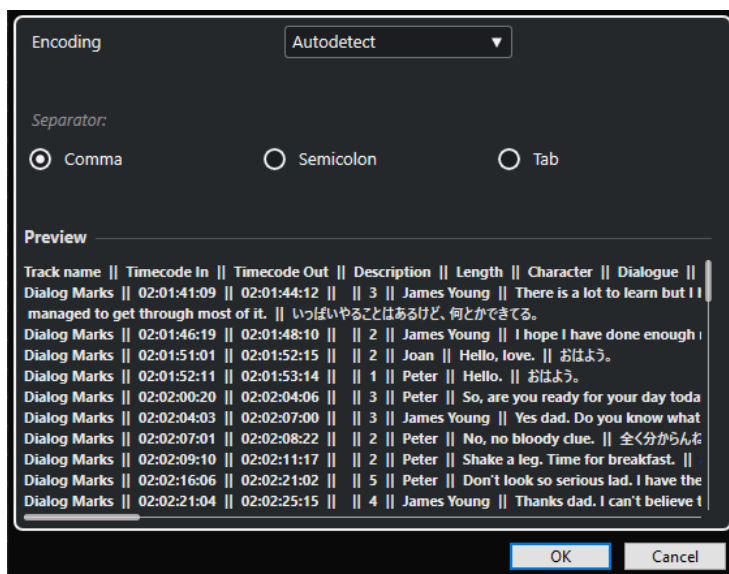 Encoding
Autodetect
Separator:
Comma
Semicolon
Tab
Preview
Track name || Timecode In || Timecode Out || Description || Length || Character || Dialogue ||
Dialog Marks || 02:01:41:09 || 02:01:44:12 || || 3 || James Young || There is a lot to learn but I
managed to get through most of it. || いっぱいやることはあるけど、何とかできてる。
Dialog Marks || 02:01:46:19 || 02:01:48:10 || || 2 || James Young || I hope I have done enough
Dialog Marks || 02:01:51:01 || 02:01:52:15 || || 2 || Joan || Hello, love. || おはよう。
Dialog Marks || 02:01:52:11 || 02:01:53:14 || || 1 || Peter || Hello. || おはよう。
Dialog Marks || 02:02:00:20 || 02:02:04:06 || || 3 || Peter || So, are you ready for your day toda
Dialog Marks || 02:02:04:03 || 02:02:07:00 || || 3 || James Young || Yes dad. Do you know what
Dialog Marks || 02:02:07:01 || 02:02:08:22 || || 2 || Peter || No, no bloody clue. || 全く分からんね
Dialog Marks || 02:02:09:10 || 02:02:11:17 || || 2 || Peter || Shake a leg. Time for breakfast. ||
Dialog Marks || 02:02:16:06 || 02:02:21:02 || || 5 || Peter || Don't look so serious lad. I have the
Dialog Marks || 02:02:21:04 || 02:02:25:15 || || 4 || James Young || Thanks dad. I can't believe t
OK
Cancel